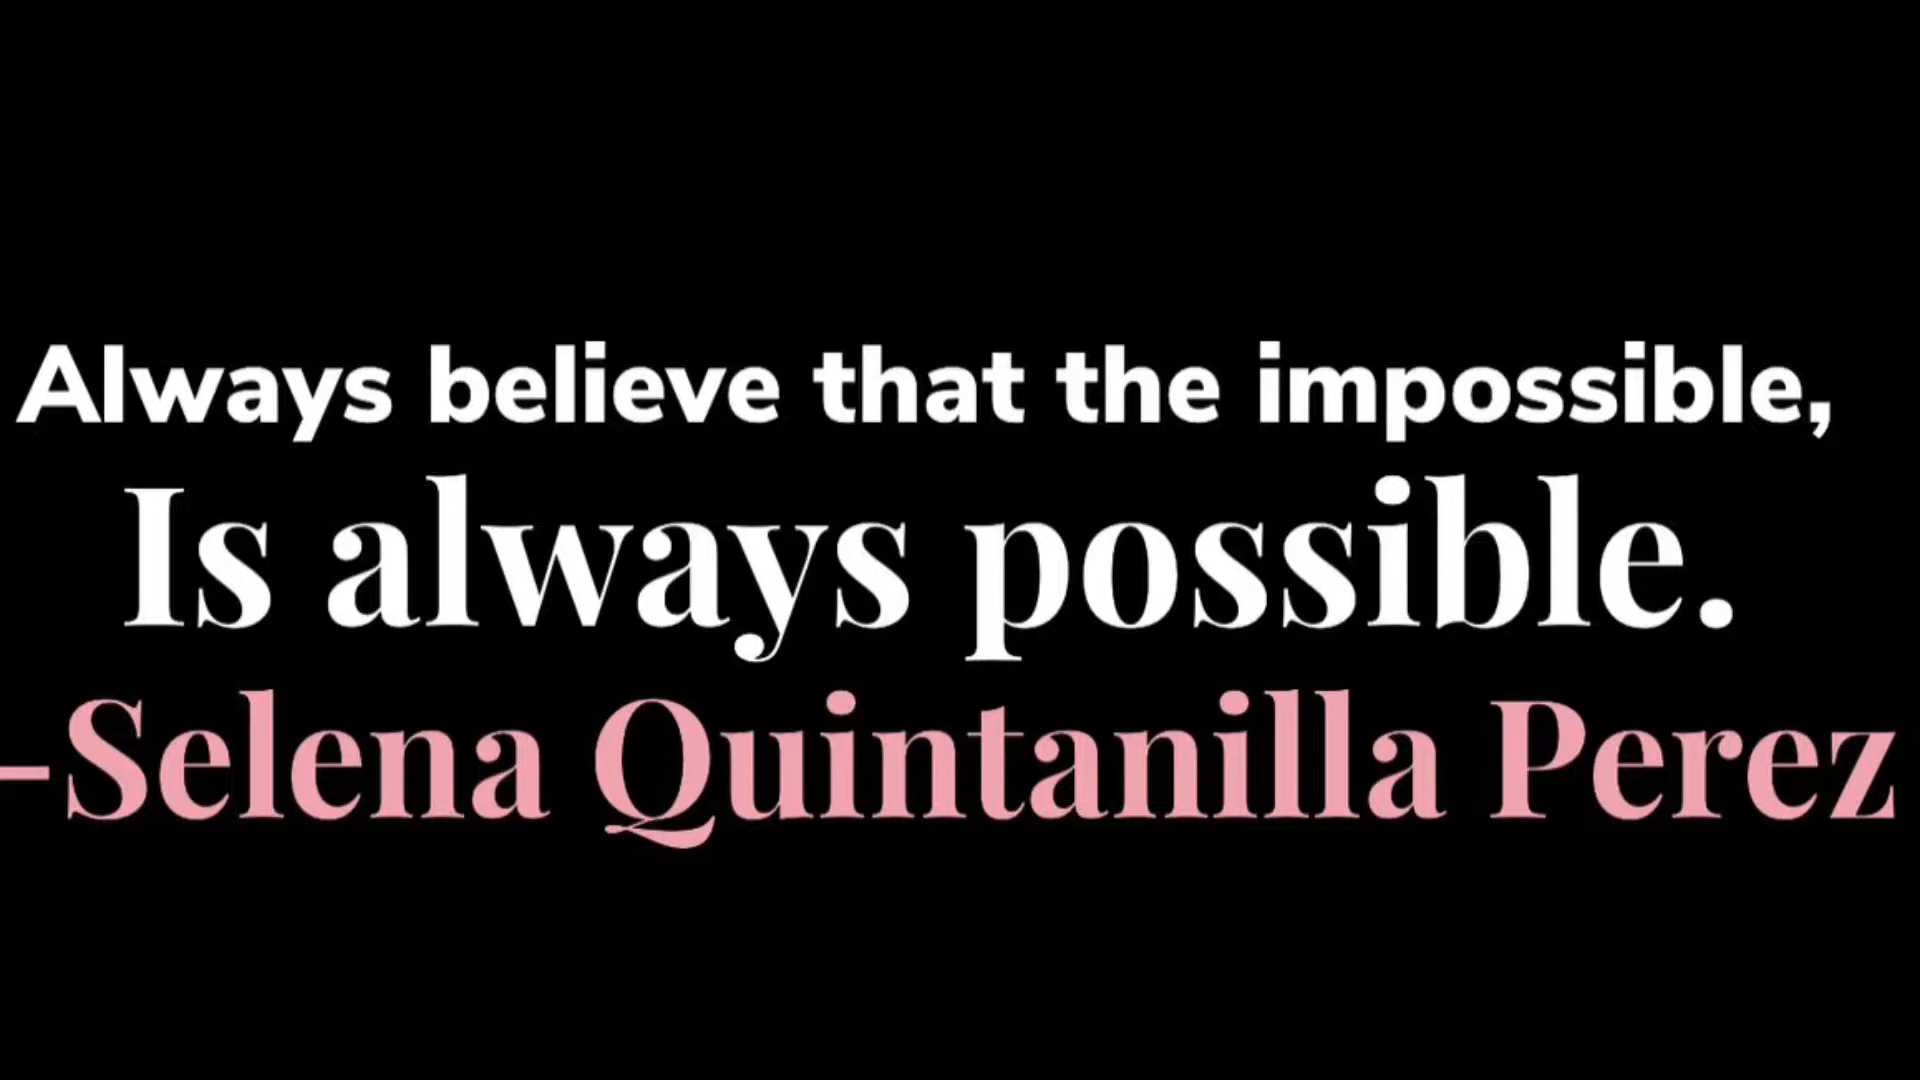 Always believe that the impossible,
Is always possible.
-Selena Quintanilla Perez